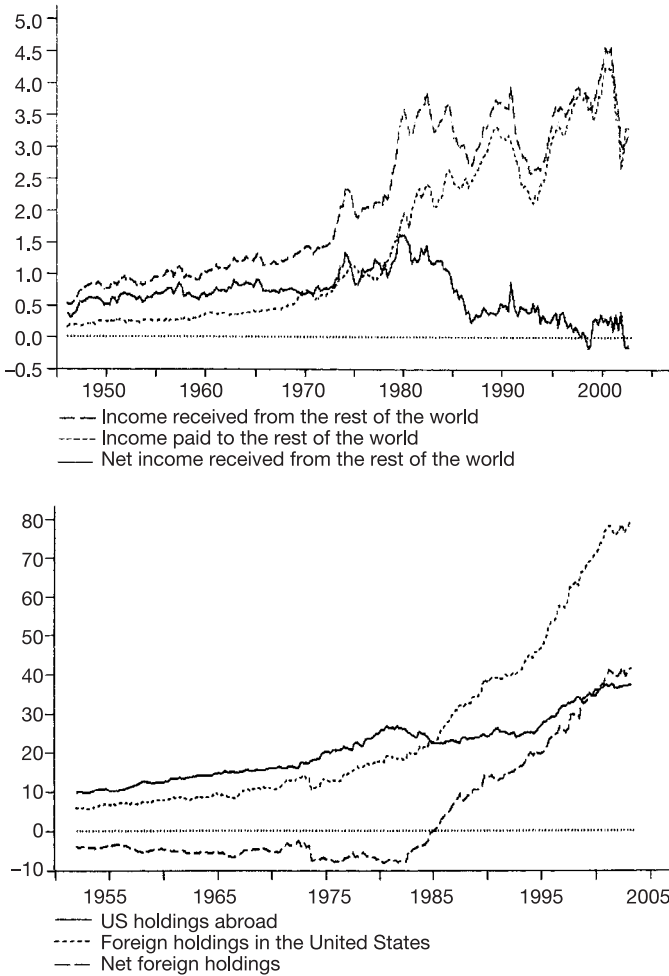 5.0
4.5
4.0
3.5
3.0
2.5
2.0
1.5
1.0
0.5
0.0
−0.5
1950 1960 1970 1980 1990 2000
Income received from the rest of the world
Income paid to the rest of the world
Net income received from the rest of the world
80
70
60
50
40
30
20
10
0
−10
1955 1965 1975 1985 1995 2005
US holdings abroad
Foreign holdings in the United States
Net foreign holdings